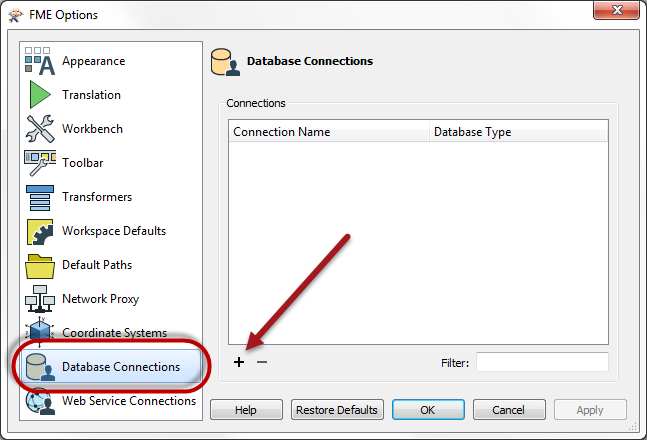 FME Options
Appearance
Translation
Workbench
Toolbar
Transformers
Workspace Defaults
Default Paths
Network Proxy
Coordinate Systems
Database Connections
Web Service Connections
Database Connections
Connections
Connection Name Database Type
Filter:
Help Restore Defaults OK Cancel Apply